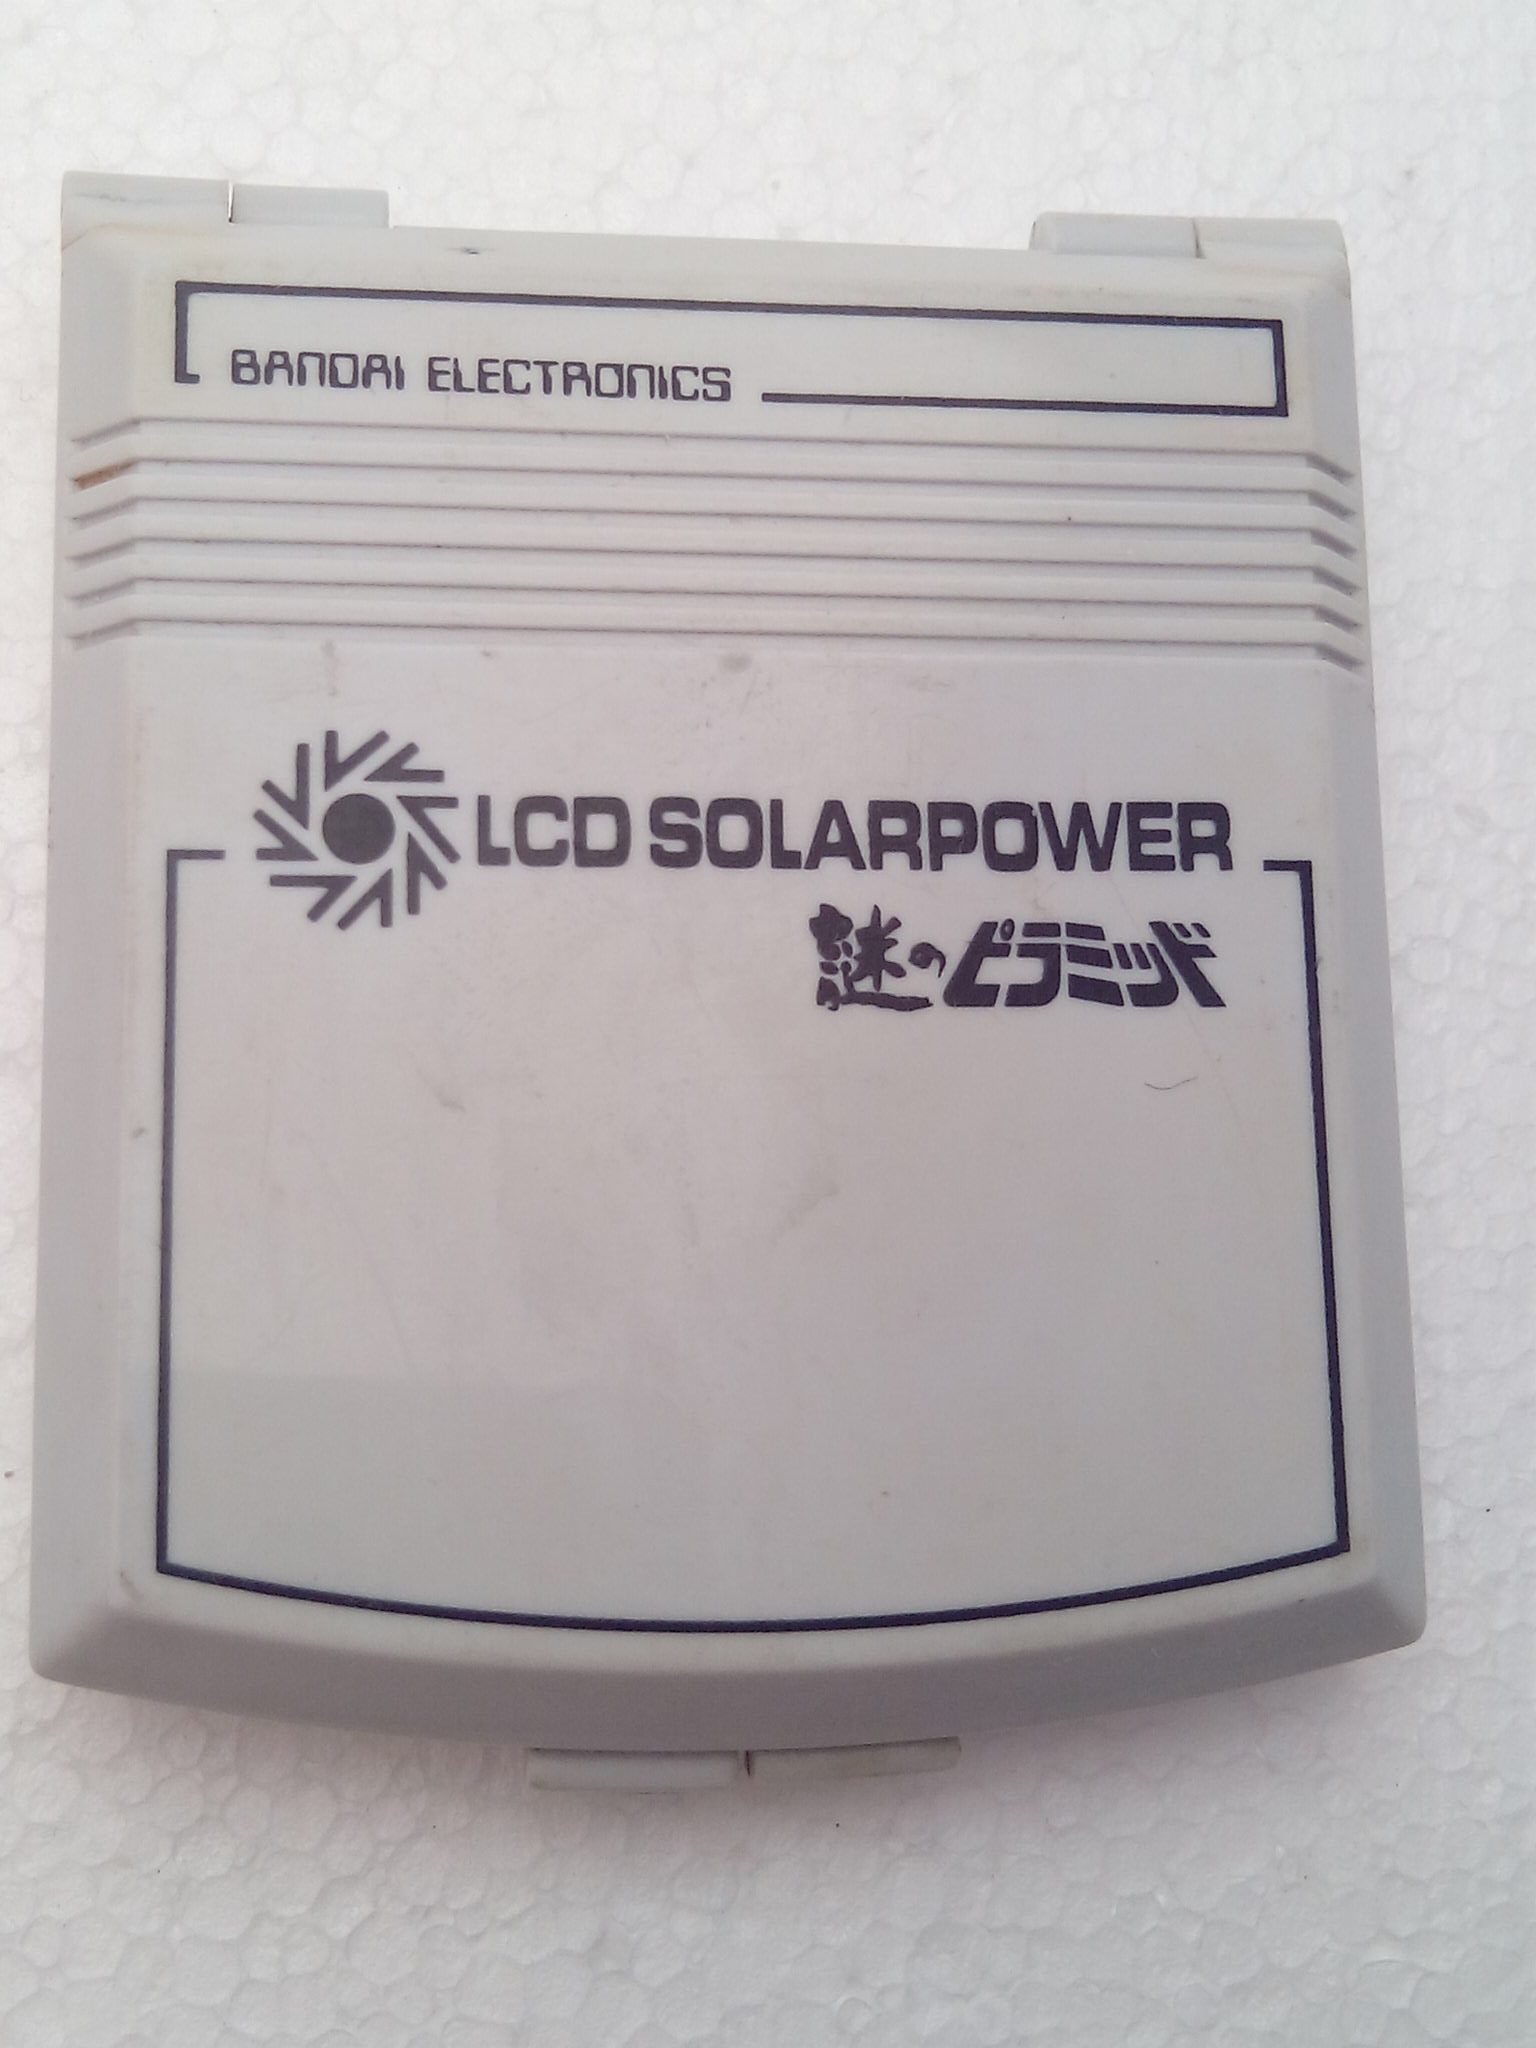 BANDAI ELECTRONICS
LCD SOLARPOWER
謎のピラミッド